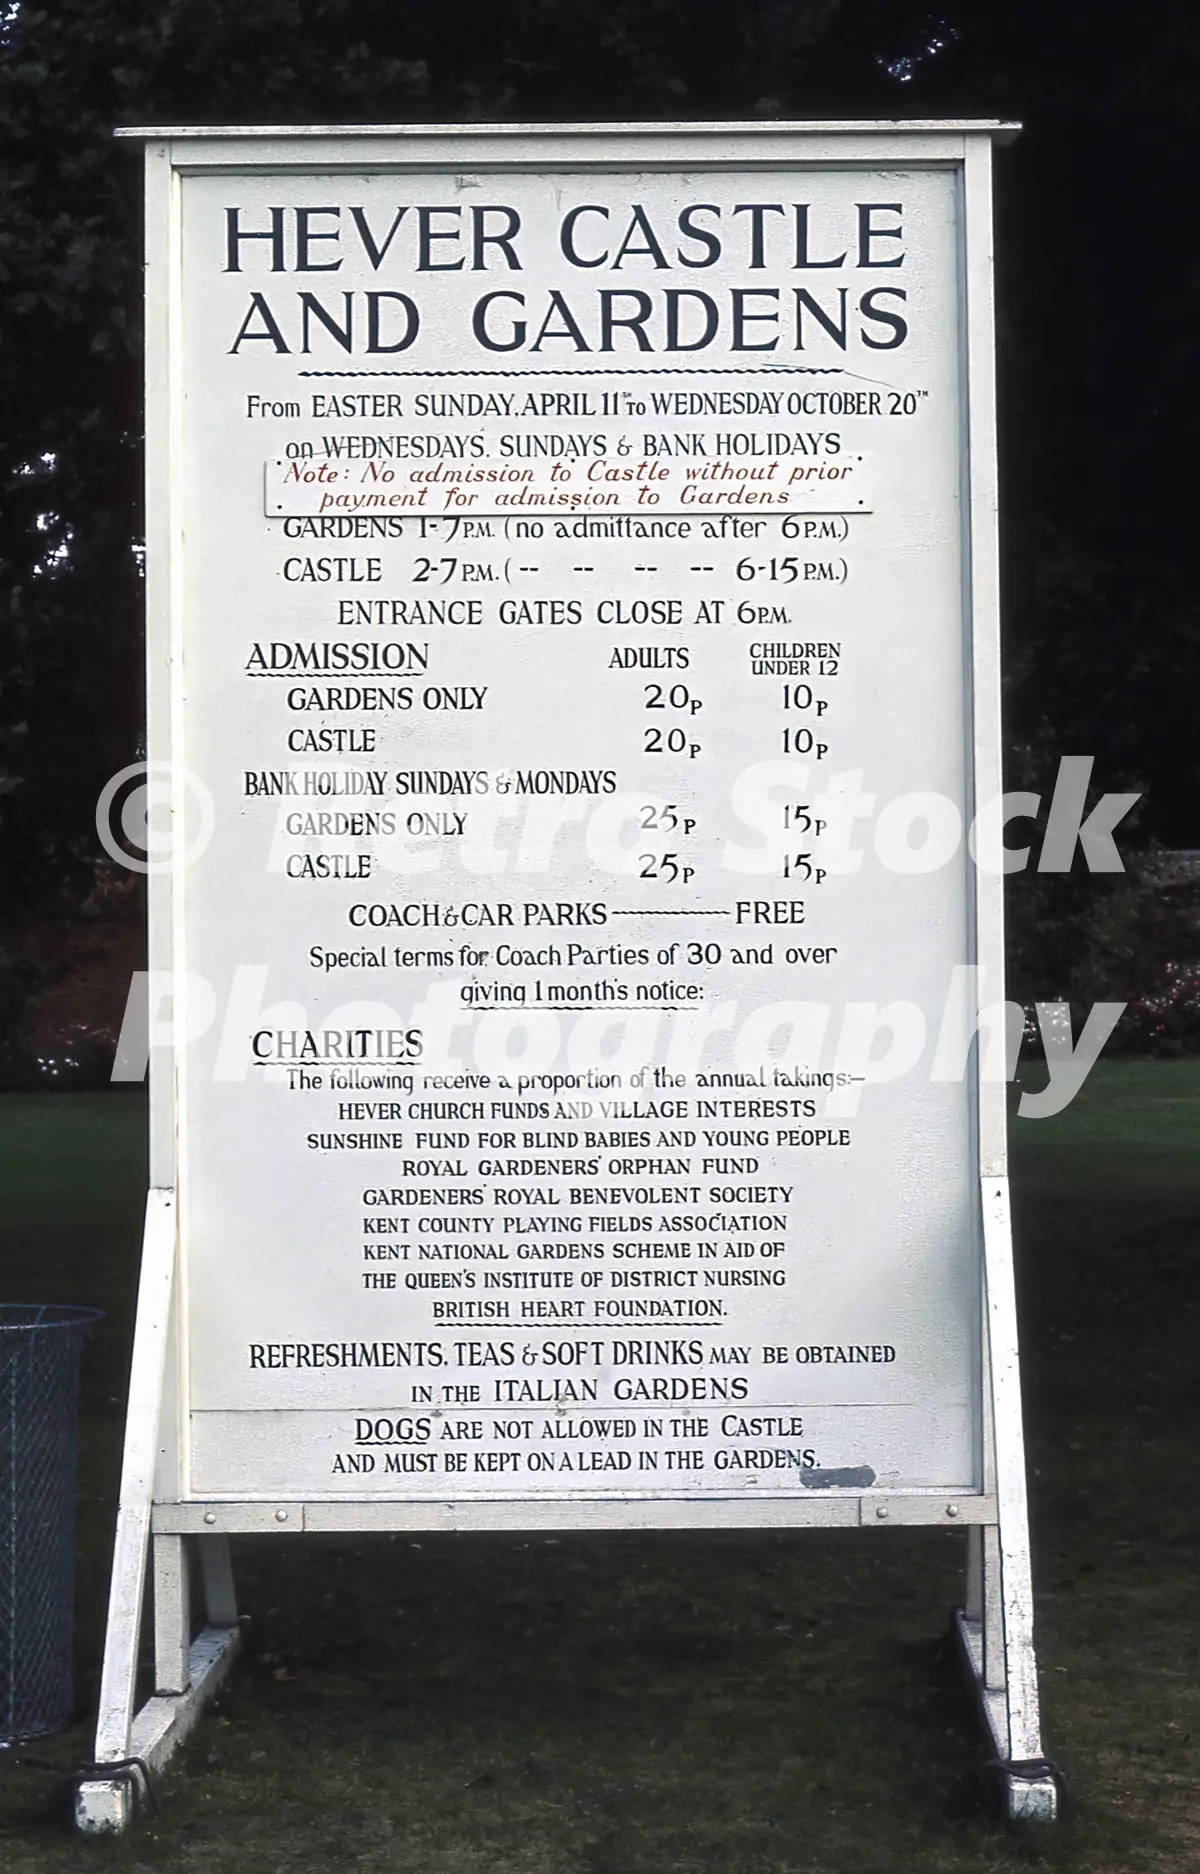 HEVER CASTLE
AND GARDENS
From EASTER SUNDAY, APRIL 11TH TO WEDNESDAY OCTOBER 20TH
on WEDNESDAYS. SUNDAYS & BANK HOLIDAYS
Note: No admission to Castle without prior
payment for admission to Gardens
GARDENS 1-7 P.M. (no admittance after 6 P.M.)
CASTLE 2-7 P.M. (-- -- -- -- 6-15 P.M.)
ENTRANCE GATES CLOSE AT 6 P.M.
ADMISSION ADULTS CHILDREN UNDER 12
GARDENS ONLY 20P 10P
CASTLE 20P 10P
BANK HOLIDAY SUNDAYS & MONDAYS
GARDENS ONLY 25P 15P
CASTLE 25P 15P
COACH & CAR PARKS — FREE
Special terms for Coach Parties of 30 and over
giving 1 month's notice:
CHARITIES
The following receive a proportion of the annual takings:—
HEVER CHURCH FUNDS AND VILLAGE INTERESTS
SUNSHINE FUND FOR BLIND BABIES AND YOUNG PEOPLE
ROYAL GARDENERS' ORPHAN FUND
GARDENERS' ROYAL BENEVOLENT SOCIETY
KENT COUNTY PLAYING FIELDS ASSOCIATION
KENT NATIONAL GARDENS SCHEME IN AID OF
THE QUEEN'S INSTITUTE OF DISTRICT NURSING
BRITISH HEART FOUNDATION.
REFRESHMENTS, TEAS & SOFT DRINKS MAY BE OBTAINED
IN THE ITALIAN GARDENS
DOGS ARE NOT ALLOWED IN THE CASTLE
AND MUST BE KEPT ON A LEAD IN THE GARDENS.
© Retro Stock
Photography